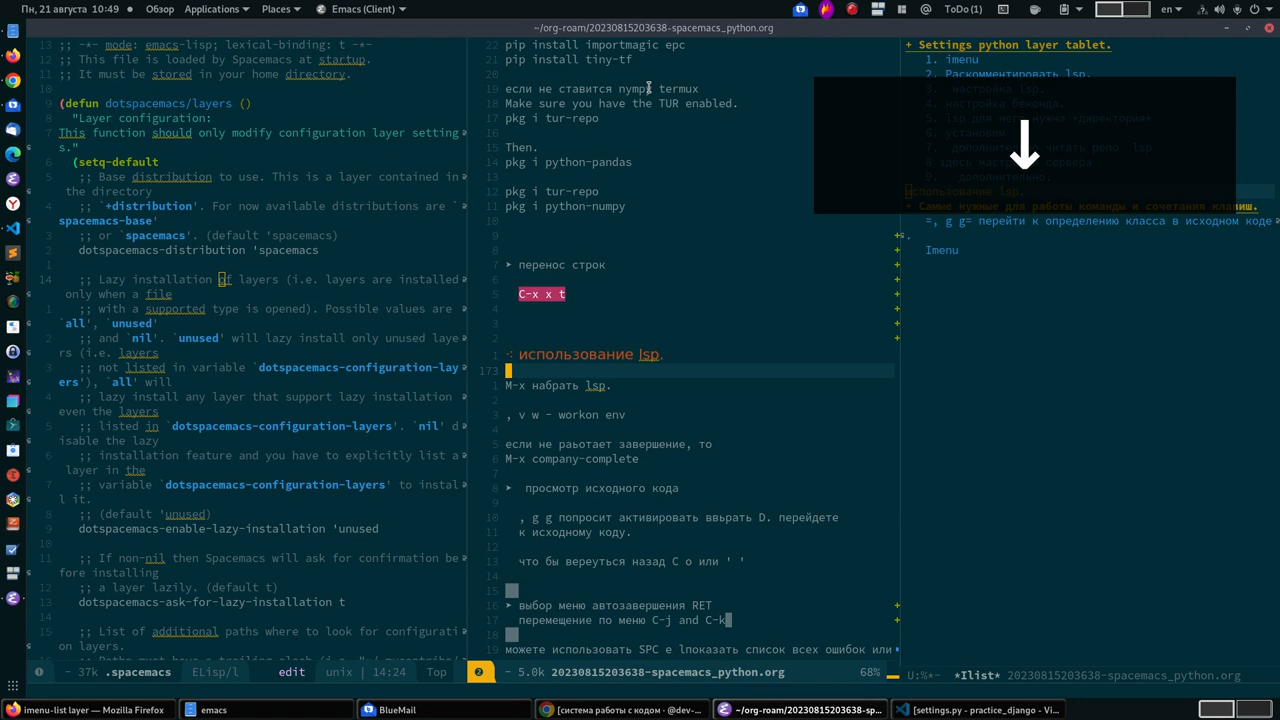 Пн, 21 августа 10:49 Обзор Applications Places Emacs (Client) ToDo (1) en
~/org-roam/20230815203638-spacemacs_python.org
13 ;; -*- mode: emacs-lisp; lexical-binding: t -*-
12 ;; This file is loaded by Spacemacs at startup.
11 ;; It must be stored in your home directory.
10
9 (defun dotspacemacs/layers ()
8 "Layer configuration:
7 This function should only modify configuration layer setting
s."
6 (setq-default
5 ;; Base distribution to use. This is a layer contained in
the directory
4 ;; `+distribution'. For now available distributions are `
spacemacs-base'
3 ;; or `spacemacs'. (default 'spacemacs)
2 dotspacemacs-distribution 'spacemacs
1
14 ;; Lazy installation of layers (i.e. layers are installed
only when a file
1 ;; with a supported type is opened). Possible values are
`all', `unused'
2 ;; and `nil'. `unused' will lazy install only unused laye
rs (i.e. layers
3 ;; not listed in variable `dotspacemacs-configuration-lay
ers'), `all' will
4 ;; lazy install any layer that support lazy installation
even the layers
5 ;; listed in `dotspacemacs-configuration-layers'. `nil' d
isable the lazy
6 ;; installation feature and you have to explicitly list a
layer in the
7 ;; variable `dotspacemacs-configuration-layers' to instal
l it.
8 ;; (default 'unused)
9 dotspacemacs-enable-lazy-installation 'unused
10
11 ;; If non-nil then Spacemacs will ask for confirmation be
fore installing
12 ;; a layer lazily. (default t)
13 dotspacemacs-ask-for-lazy-installation t
14
15 ;; List of additional paths where to look for configurati
on layers.
- 37k .spacemacs ELisp/l edit unix | 14:24 Top
22 pip install importmagic epc
21 pip install tiny-tf
20
19 если не ставится nympy termux
18 Make sure you have the TUR enabled.
17 pkg i tur-repo
16
15 Then.
14 pkg i python-pandas
12 pkg i tur-repo
11 pkg i python-numpy
10
9
8
7 ➤ перенос строк
6
5 C-x x t
4
3
2
1 использование lsp.
173
1 M-x набрать lsp.
2
3 , v w - workon env
4
5 если не раьотает завершение, то
6 M-x company-complete
7
8 ➤ просмотр исходного кода
9
10 , g g попросит активировать ввьрать D. перейдете
11 к исходному коду.
12
13 что бы вереуться назад C o или ' '
14
15
16 ➤ выбор меню автозавершения RET
17 перемещение по меню C-j and C-k
18
19 можете использовать SPC e lпоказать список всех ошибок или
2 - 5.0k 20230815203638-spacemacs_python.org 68%
+ Settings python layer tablet.
1. imenu
2. Раскомментировать lsp.
3. настройка lsp.
4. настройка беконда.
5. lsp для него нужна +директория+
6. установим
7. дополнительно читать репо lsp
8 здесь настройки сервера
9. дополнительно.
использование lsp.
+ Самые нужные для работы команды и сочетания клавиш.
=, g g= перейти к определению класса в исходном коде
.
Imenu
U:%*- *Ilist* 20230815203638-spacemacs_python.org
imenu-list layer — Mozilla Firefox emacs BlueMail [система работы с кодом · @dev-... ~/org-roam/20230815203638-sp... [settings.py - practice_django - Vi...